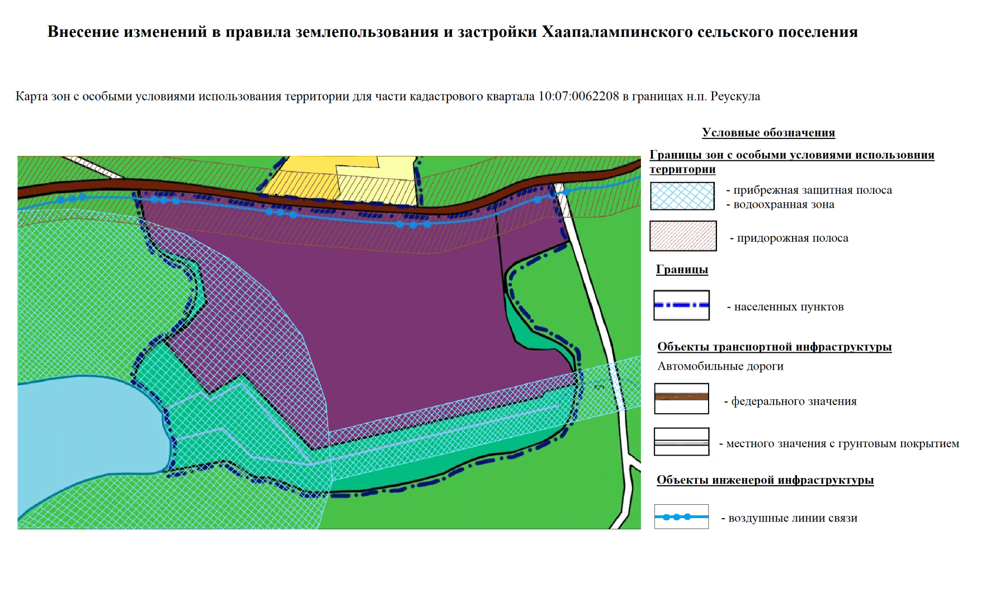 Внесение изменений в правила землепользования и застройки Хаапалампинского сельского поселения
Карта зон с особыми условиями использования территории для части кадастрового квартала 10:07:0062208 в границах н.п. Реускула
Условные обозначения
Границы зон с особыми условиями использовния
территории
- прибрежная защитная полоса
- водоохранная зона
- придорожная полоса
Границы
- населенных пунктов
Объекты транспортной инфраструктуры
Автомобильные дороги
- федерального значения
- местного значения с грунтовым покрытием
Объекты инженерой инфраструктуры
- воздушные линии связи